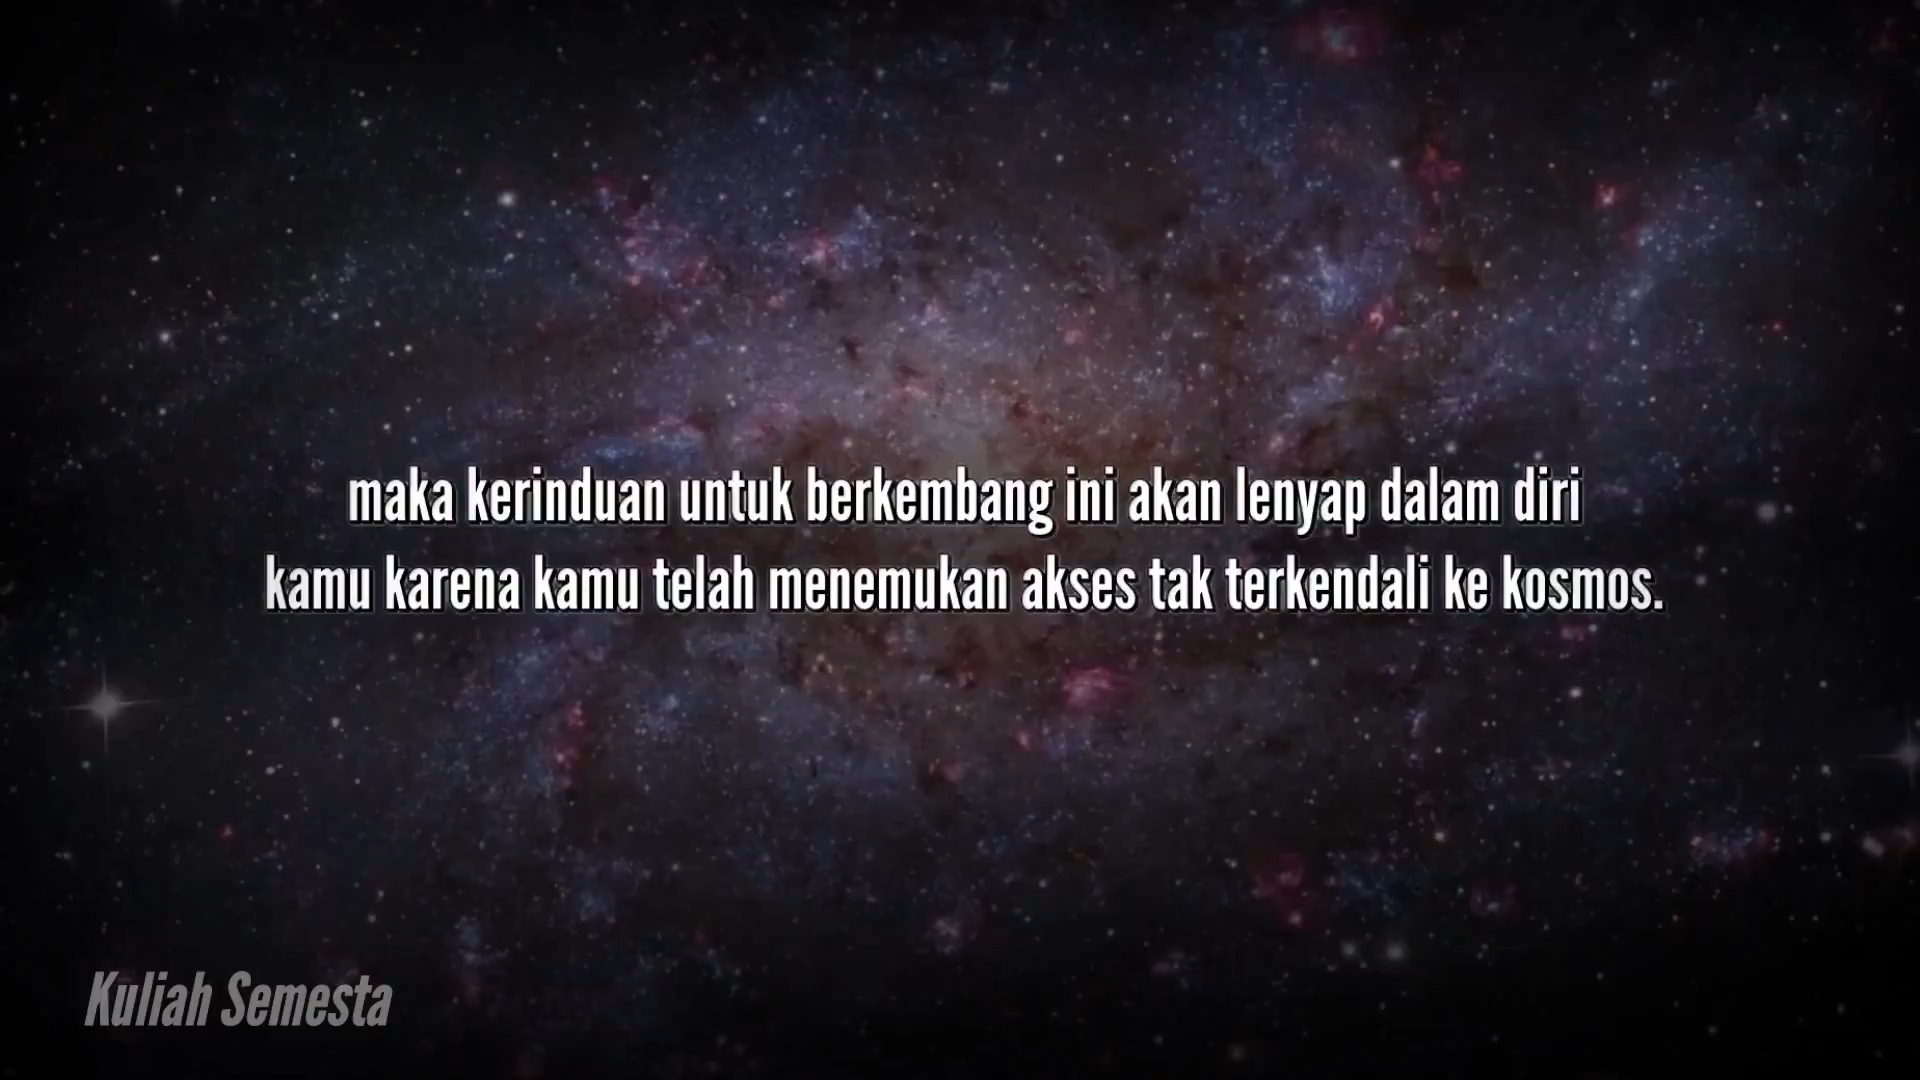 maka kerinduan untuk berkembang ini akan lenyap dalam diri
kamu karena kamu telah menemukan akses tak terkendali ke kosmos.
Kuliah Semesta